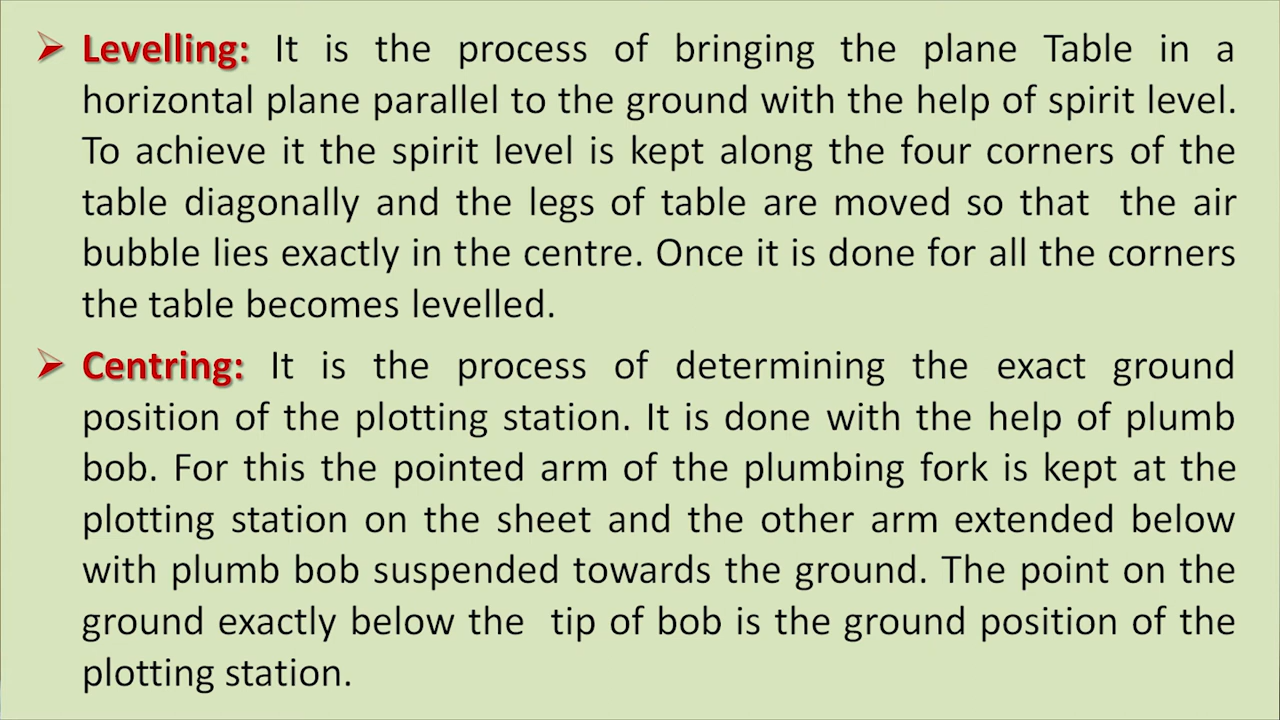 Levelling: It is the process of bringing the plane Table in a
horizontal plane parallel to the ground with the help of spirit level.
To achieve it the spirit level is kept along the four corners of the
table diagonally and the legs of table are moved so that the air
bubble lies exactly in the centre. Once it is done for all the corners
the table becomes levelled.
Centring: It is the process of determining the exact ground
position of the plotting station. It is done with the help of plumb
bob. For this the pointed arm of the plumbing fork is kept at the
plotting station on the sheet and the other arm extended below
with plumb bob suspended towards the ground. The point on the
ground exactly below the tip of bob is the ground position of the
plotting station.